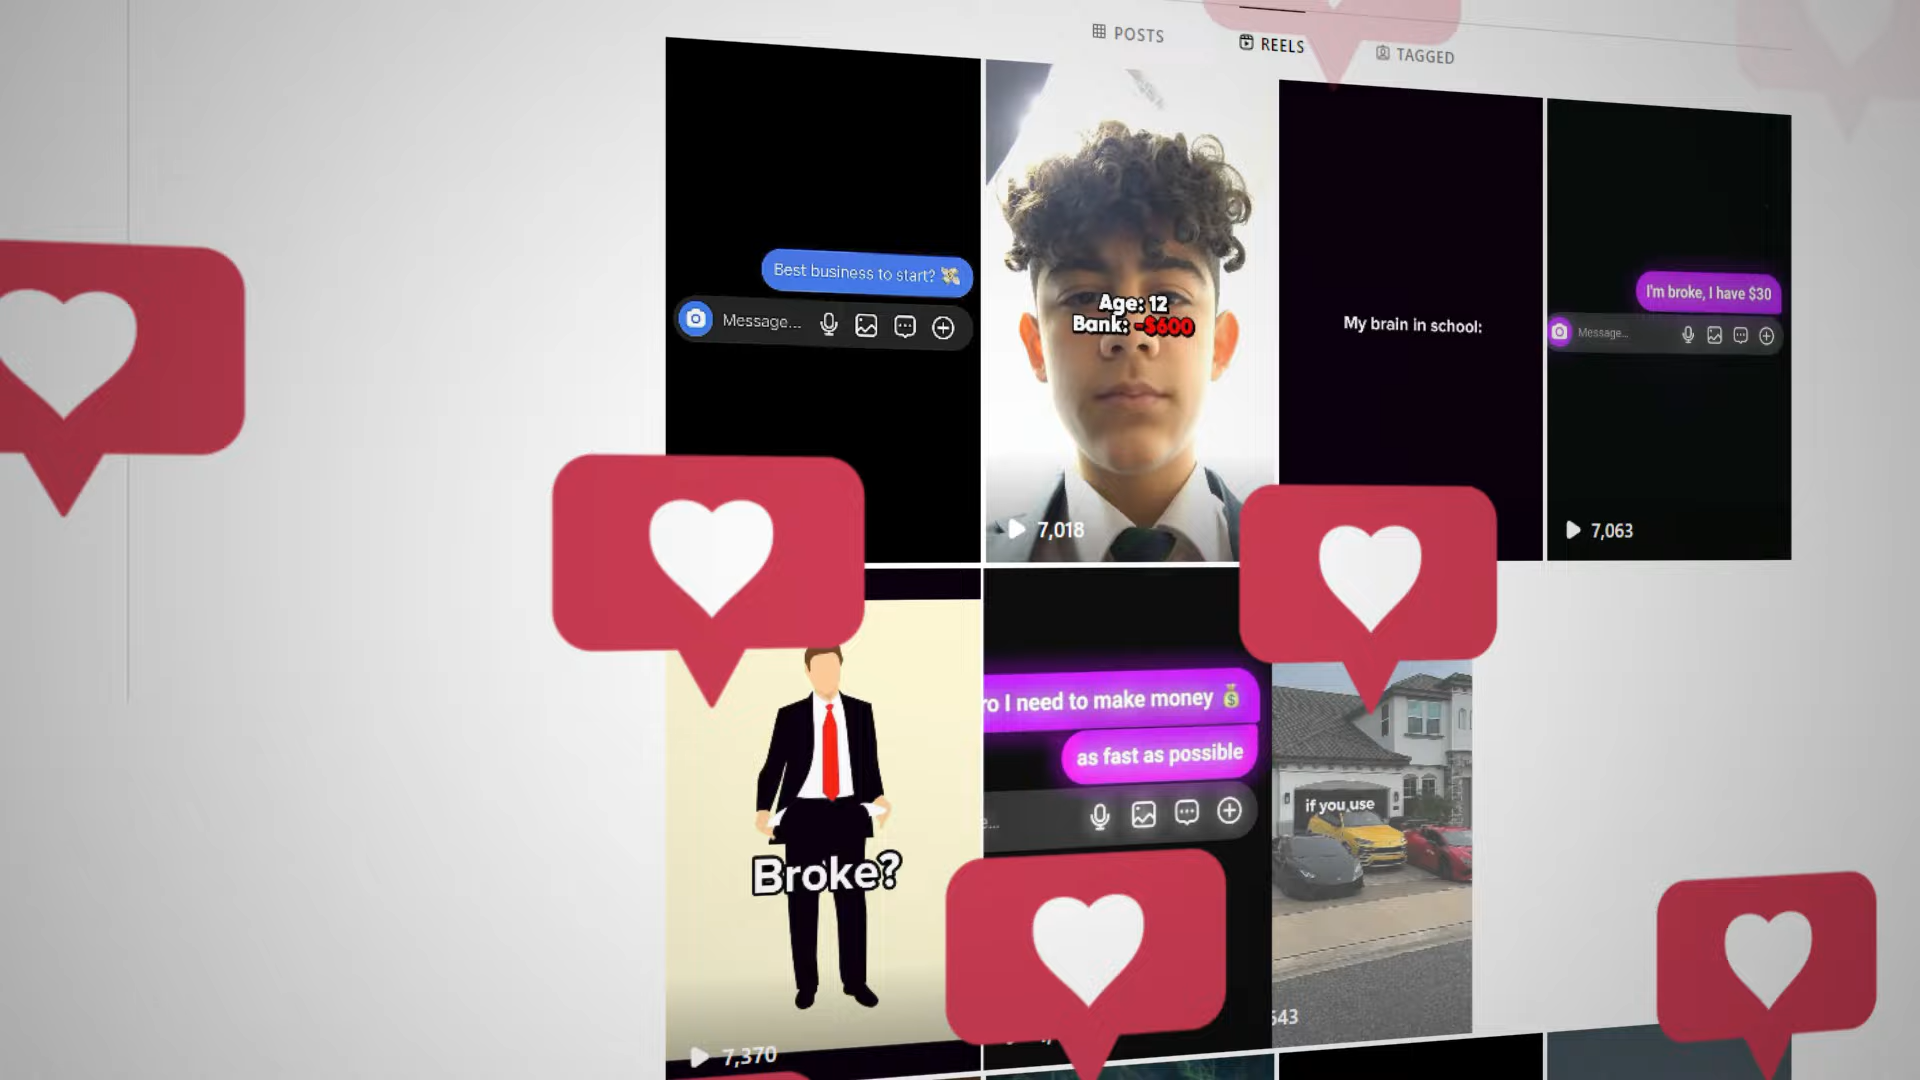 POSTS
REELS
TAGGED
Best business to start?
Message...
Age: 12
Bank: -$600
7,018
My brain in school:
I'm broke, I have $30
Message...
7,063
Broke?
7,370
ro I need to make money
as fast as possible
e...
if you use
643